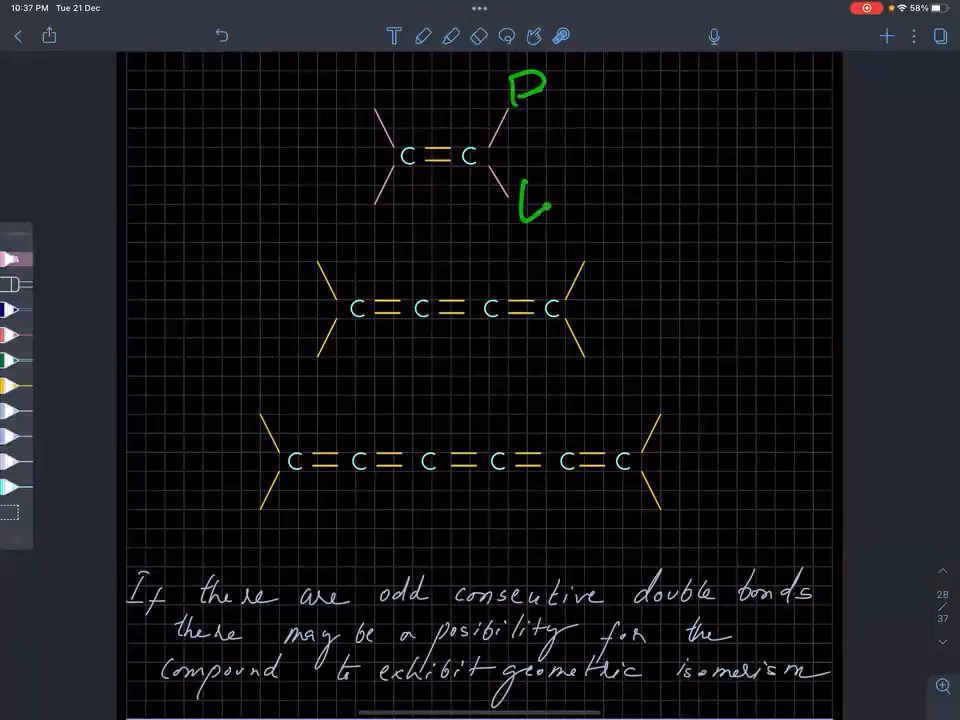 10:37 PM Tue 21 Dec
58%
P
L
C = C
C = C = C = C
C = C = C = C = C = C
28
/
37
If there are odd consecutive double bonds
there may be a posibility for the
compound to exhibit geometric isomerism